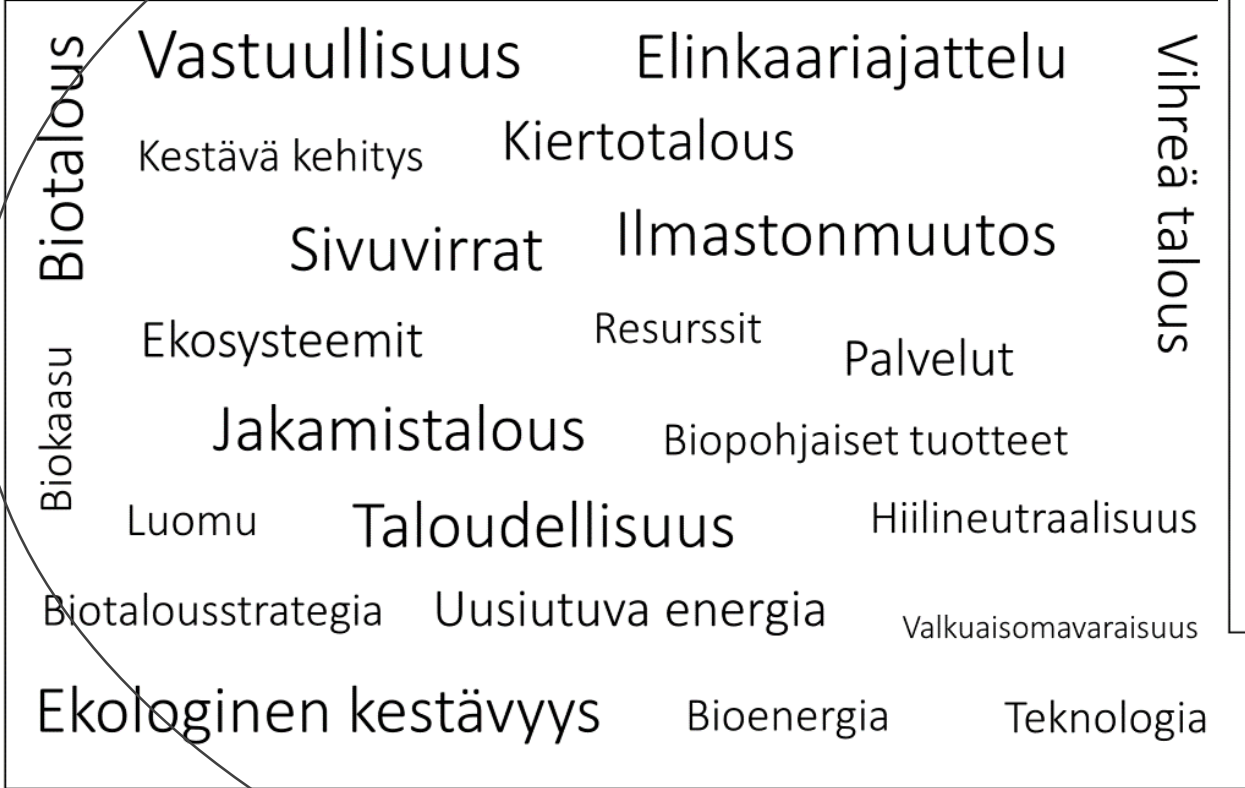 Biotalous
Vastuullisuus
Elinkaariajattelu
Vihreä talous
Kestävä kehitys
Kiertotalous
Sivuvirrat
Ilmastonmuutos
Ekosysteemit
Resurssit
Palvelut
Biokaasu
Jakamistalous
Biopohjaiset tuotteet
Luomu
Taloudellisuus
Hiilineutraalisuus
Biotalousstrategia
Uusiutuva energia
Valkuaisomavaraisuus
Ekologinen kestävyys
Bioenergia
Teknologia